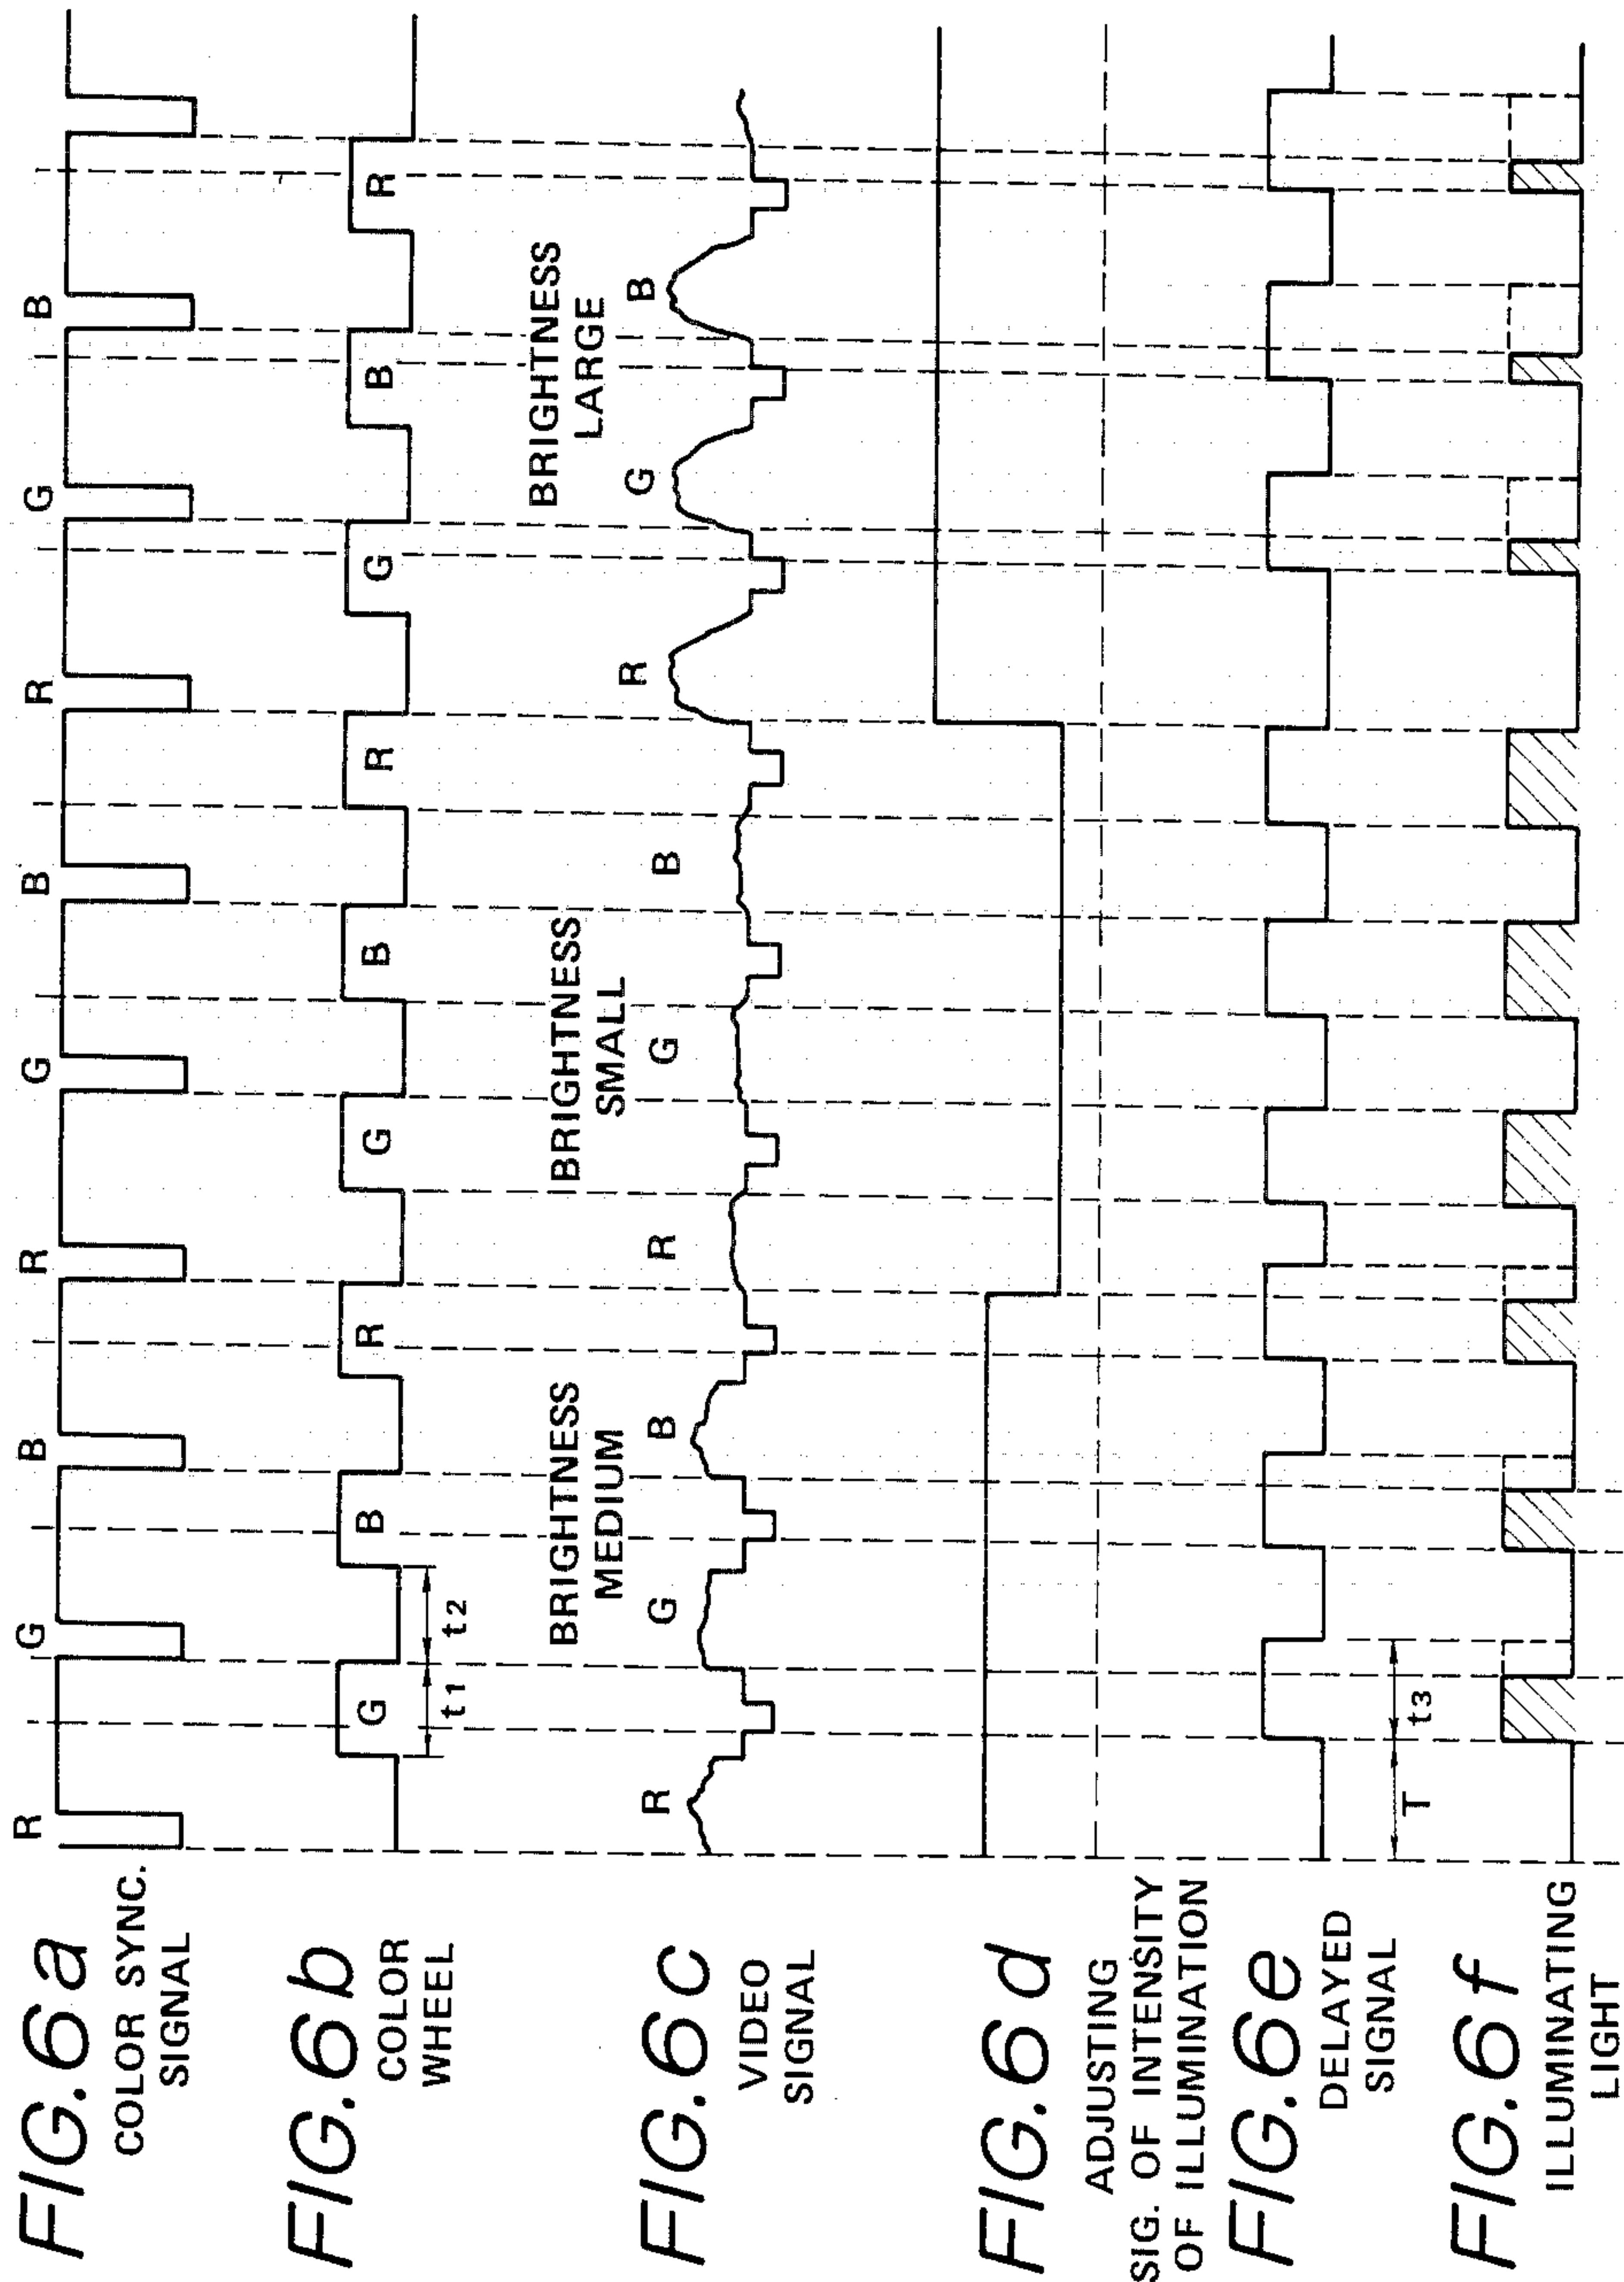 FIG.6a
COLOR SYNC.
SIGNAL
R G B R G B R G B
FIG.6b
COLOR
WHEEL
G B R G B R G B R
t1 t2
FIG.6c
VIDEO
SIGNAL
BRIGHTNESS
MEDIUM
BRIGHTNESS
SMALL
BRIGHTNESS
LARGE
R G B R G B R G B
FIG.6d
ADJUSTING
SIG. OF INTENSITY
OF ILLUMINATION
FIG.6e
DELAYED
SIGNAL
T t3
FIG.6f
ILLUMINATING
LIGHT